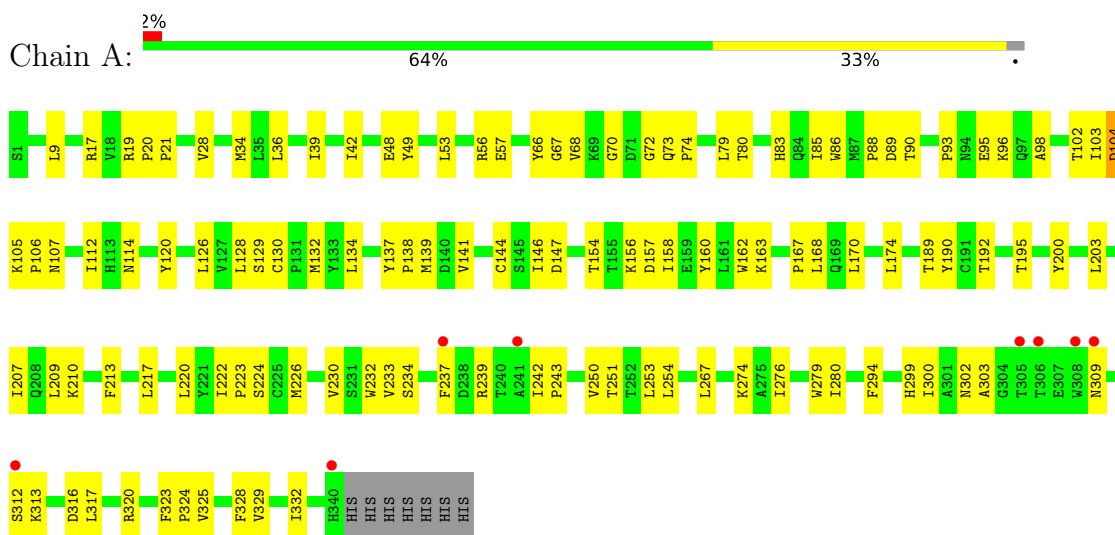 2%
Chain A:
64% 33% •
S1 L9 R17 V18 R19 P20 P21 V28 M34 L35 L36 I39 I42 E48 Y49 L53 R56 E57 Y66 G67 V68 K69 G70 D71 G72 Q73 P74 L79 T80 H83 Q84 I85 W86 M87 P88 D89 T90 P93 N94 E95 K96 Q97 A98 T102 I103 D104
K105 P106 N107 I112 H113 N114 Y120 L126 V127 L128 S129 C130 P131 M132 Y133 L134 Y137 P138 M139 D140 V141 C144 S145 I146 D147 T154 T155 K156 D157 I158 E159 Y160 L161 W162 K163 P167 L168 Q169 L170 L174 T189 Y190 C191 T192 T195 Y200 L203
I207 Q208 L209 K210 F213 L217 L220 Y221 I222 P223 S224 C225 M226 V230 S231 W232 V233 S234 F237 D238 R239 T240 A241 I242 P243 V250 T251 T252 L253 L254 L267 K274 A275 I276 W279 I280 F294 H299 I300 A301 N302 A303 G304 T305 T306 E307 W308 N309
S312 K313 D316 L317 R320 F323 P324 V325 F328 V329 I332 H340 HIS HIS HIS HIS HIS HIS HIS